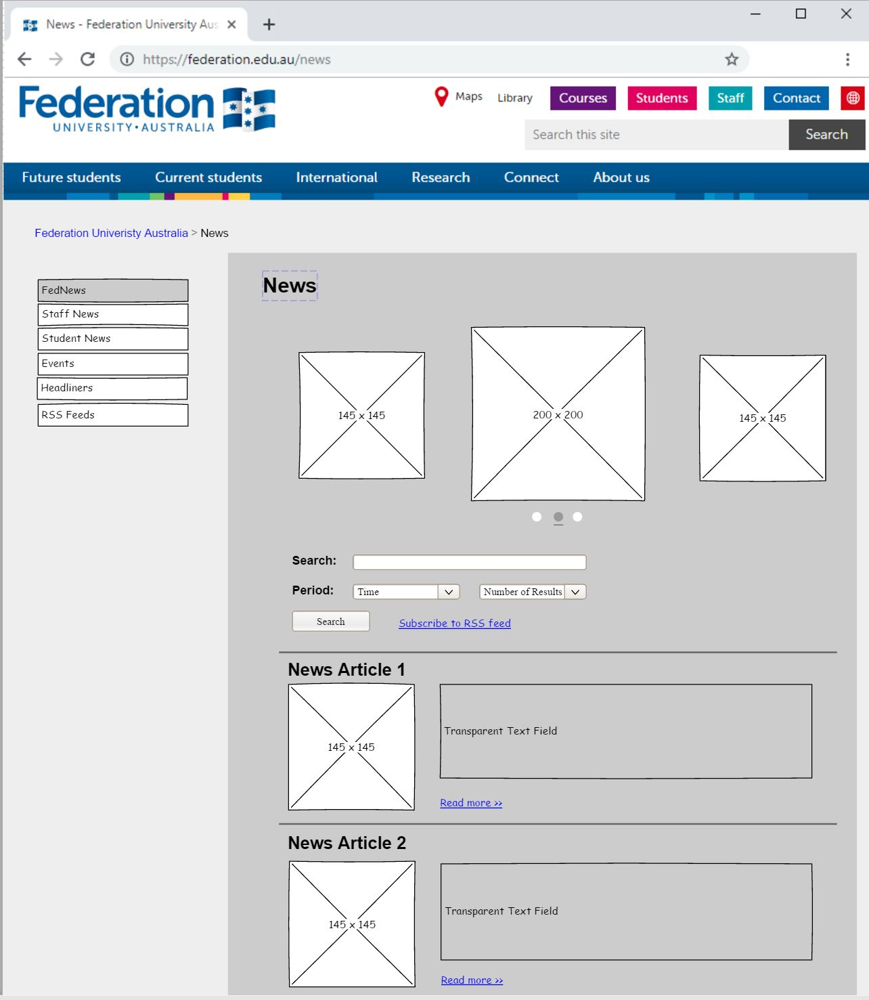 News - Federation University Aus
https://federation.edu.au/news
Federation
UNIVERSITY • AUSTRALIA
Maps Library Courses Students Staff Contact
Search this site Search
Future students Current students International Research Connect About us
Federation Univeristy Australia > News
FedNews
Staff News
Student News
Events
Headliners
RSS Feeds
News
145 x 145
200 x 200
145 x 145
Search:
Period: Time Number of Results
Search Subscribe to RSS feed
News Article 1
145 x 145
Transparent Text Field
Read more >>
News Article 2
145 x 145
Transparent Text Field
Read more >>